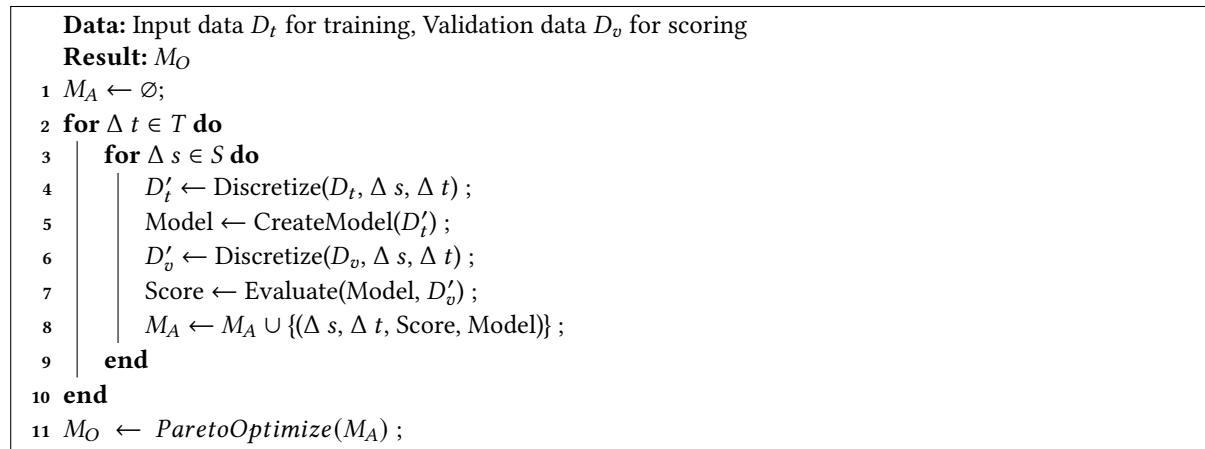 Data: Input data D_t for training, Validation data D_v for scoring
Result: M_O
1 M_A ← ∅;
2 for Δ t ∈ T do
3 for Δ s ∈ S do
4 D′_t ← Discretize(D_t, Δ s, Δ t) ;
5 Model ← CreateModel(D′_t) ;
6 D′_v ← Discretize(D_v, Δ s, Δ t) ;
7 Score ← Evaluate(Model, D′_v) ;
8 M_A ← M_A ∪ {(Δ s, Δ t, Score, Model)} ;
9 end
10 end
11 M_O ← ParetoOptimize(M_A) ;